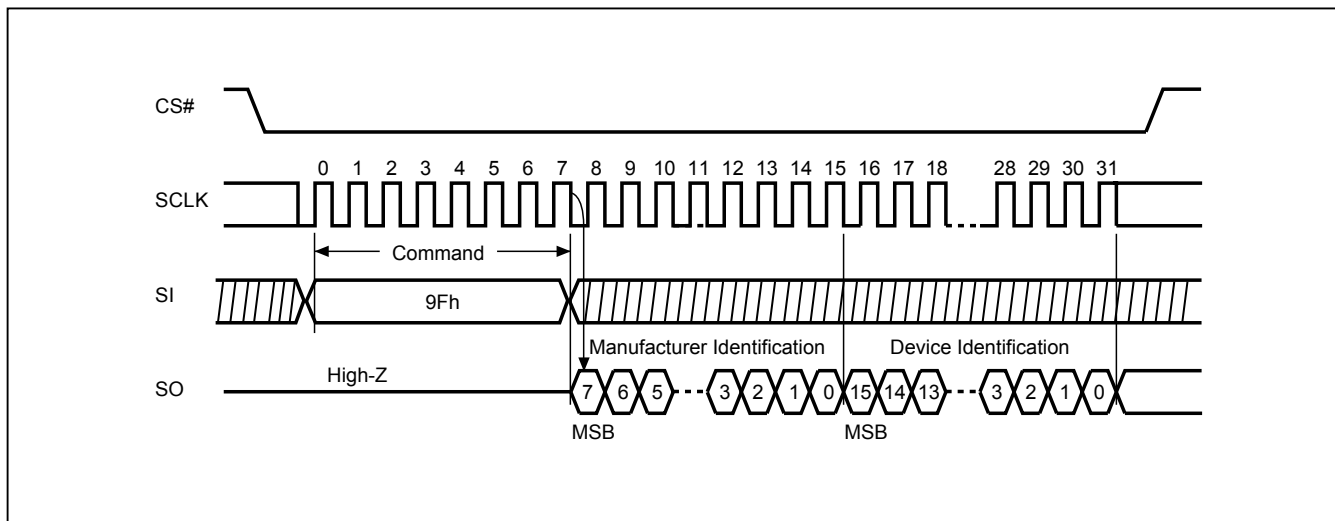 CS#
0 1 2 3 4 5 6 7 8 9 10 11 12 13 14 15 16 17 18 28 29 30 31
SCLK
Command
SI
9Fh
Manufacturer Identification Device Identification
High-Z
SO
7 6 5 3 2 1 0 15 14 13 3 2 1 0
MSB MSB